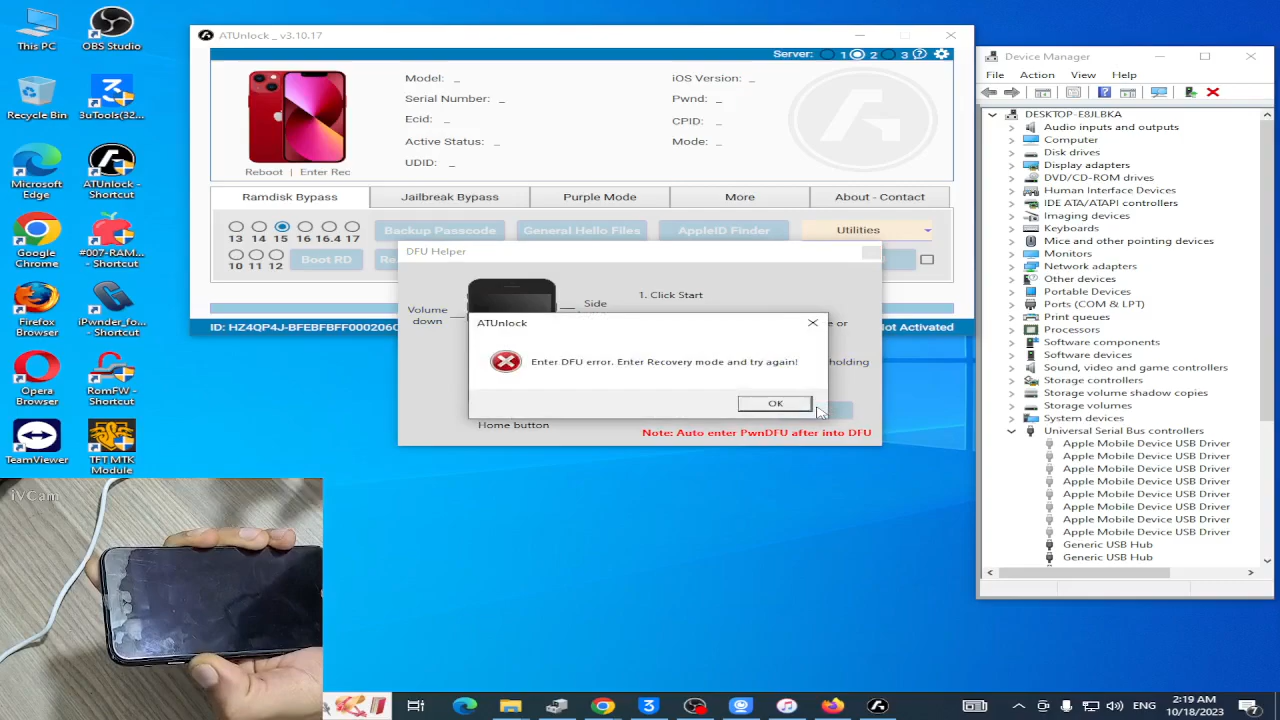 This PC
OBS Studio
Recycle Bin
3uTools(32...
Microsoft Edge
ATUnlock - Shortcut
Google Chrome
#007-RAM... - Shortcut
Firefox Browser
iPwnder_fo... - Shortcut
Opera Browser
RomFW - Shortcut
TeamViewer
TFT MTK Module
ATUnlock _ v3.10.17
Server: 1 2 3
Model: _
Serial Number: _
Ecid: _
Active Status: _
UDID: _
iOS Version: _
Pwnd: _
CPID: _
Mode: _
Reboot | Enter Rec
Ramdisk Bypass
Jailbreak Bypass
Purple Mode
More
About - Contact
13 14 15 16 16.4 17
10 11 12
Backup Passcode
General Hello Files
AppleID Finder
Utilities
Boot RD
ID: HZ4QP4J-BFEBFBFF000206
Not Activated
DFU Helper
Volume down
Side
1. Click Start
or
holding
Home button
Note: Auto enter PwnDFU after into DFU
ATUnlock
Enter DFU error. Enter Recovery mode and try again!
OK
Device Manager
File Action View Help
DESKTOP-E8JLBKA
Audio inputs and outputs
Computer
Disk drives
Display adapters
DVD/CD-ROM drives
Human Interface Devices
IDE ATA/ATAPI controllers
Imaging devices
Keyboards
Mice and other pointing devices
Monitors
Network adapters
Other devices
Portable Devices
Ports (COM & LPT)
Print queues
Processors
Software components
Software devices
Sound, video and game controllers
Storage controllers
Storage volume shadow copies
Storage volumes
System devices
Universal Serial Bus controllers
Apple Mobile Device USB Driver
Apple Mobile Device USB Driver
Apple Mobile Device USB Driver
Apple Mobile Device USB Driver
Apple Mobile Device USB Driver
Apple Mobile Device USB Driver
Apple Mobile Device USB Driver
Apple Mobile Device USB Driver
Generic USB Hub
Generic USB Hub
iVCam
ENG
2:19 AM
10/18/2023
7